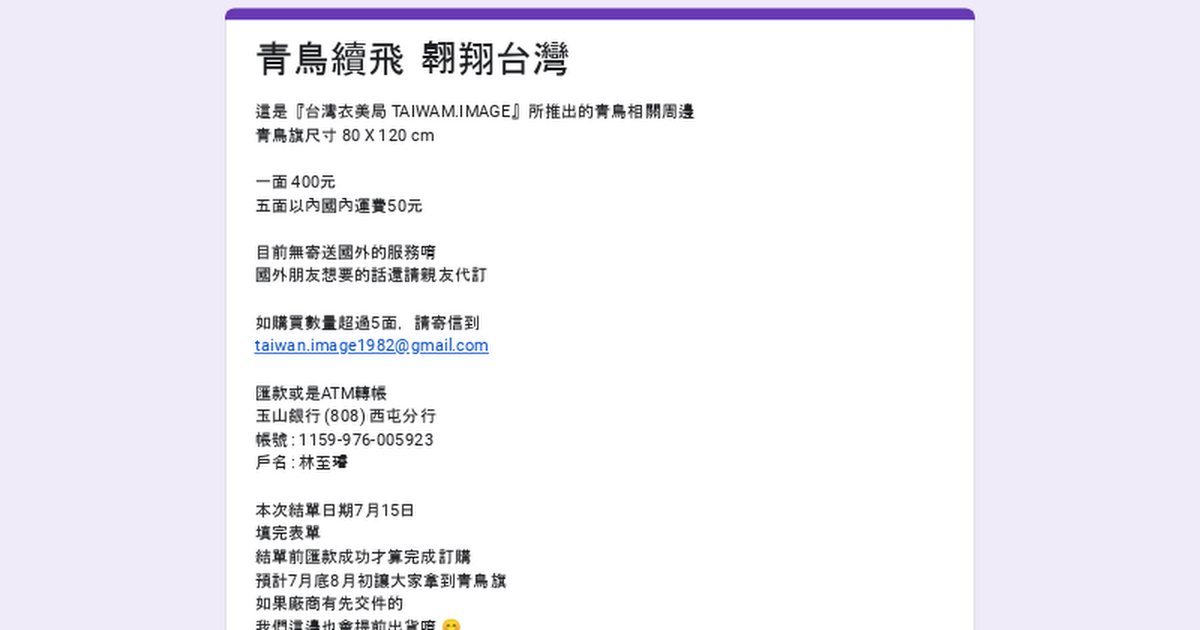 青鳥續飛 翱翔台灣
這是『台灣衣美局 TAIWAM.IMAGE』所推出的青鳥相關周邊
青鳥旗尺寸 80 X 120 cm
一面 400元
五面以內國內運費50元
目前無寄送國外的服務唷
國外朋友想要的話還請親友代訂
如購買數量超過5面，請寄信到
taiwan.image1982@gmail.com
匯款或是ATM轉帳
玉山銀行 (808) 西屯分行
帳號 : 1159-976-005923
戶名 : 林至璿
本次結單日期7月15日
填完表單
結單前匯款成功才算完成訂購
預計7月底8月初讓大家拿到青鳥旗
如果廠商有先交件的
我們這邊也會提前出貨唷 😊